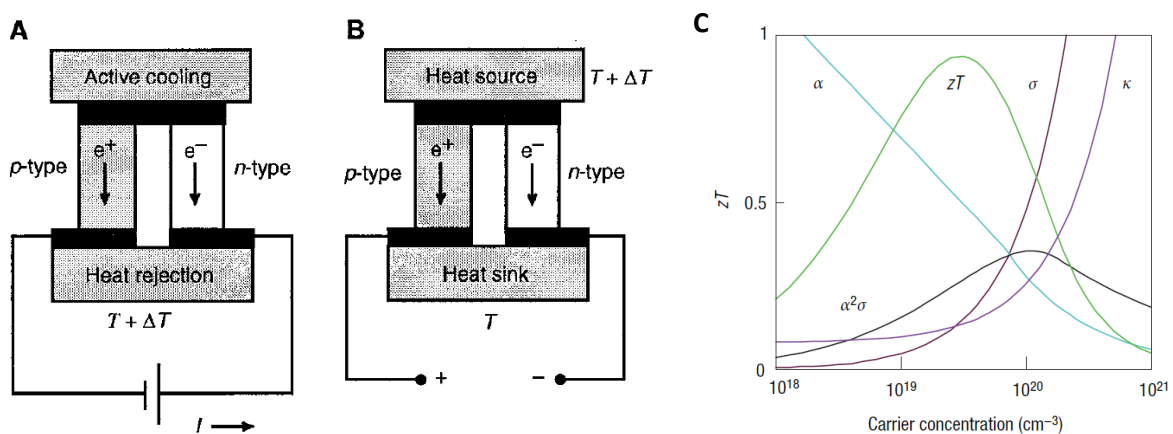 A
Active cooling
p-type
e+
e−
n-type
Heat rejection
T + ΔT
I
B
Heat source
T + ΔT
p-type
e+
e−
n-type
Heat sink
T
+
−
C
1
0.5
0
zT
α
zT
σ
κ
α²σ
10¹⁸
10¹⁹
10²⁰
10²¹
Carrier concentration (cm⁻³)